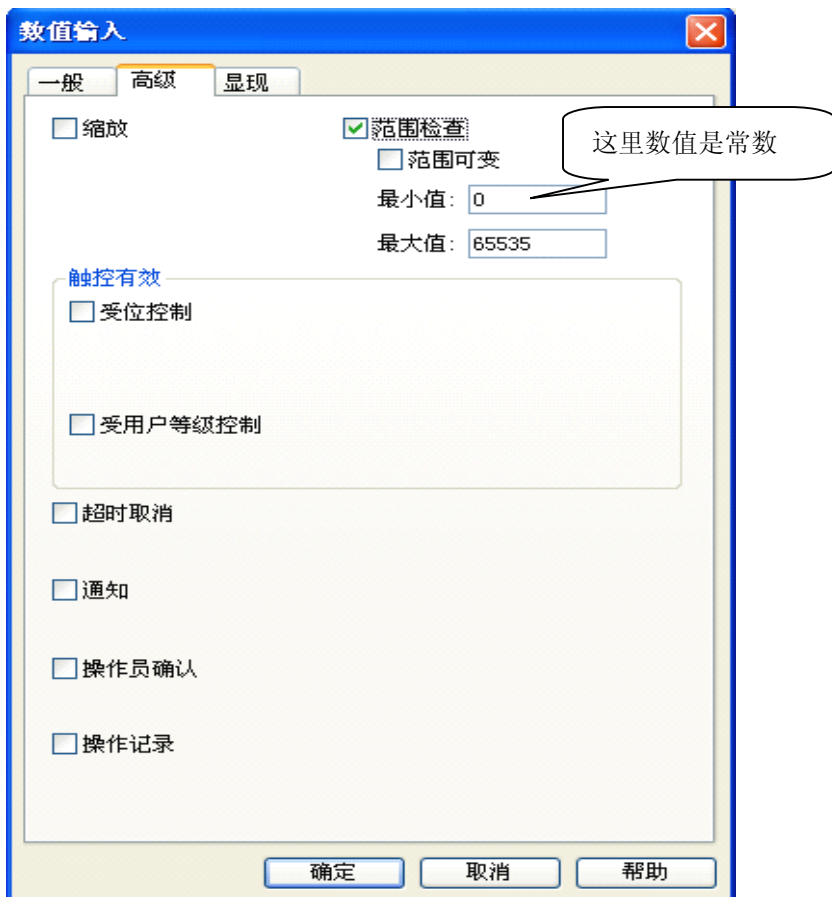 数值输入
一般 高级 显现
缩放
范围检查
范围可变
这里数值是常数
最小值: 0
最大值: 65535
触控有效
受位控制
受用户等级控制
超时取消
通知
操作员确认
操作记录
确定 取消 帮助